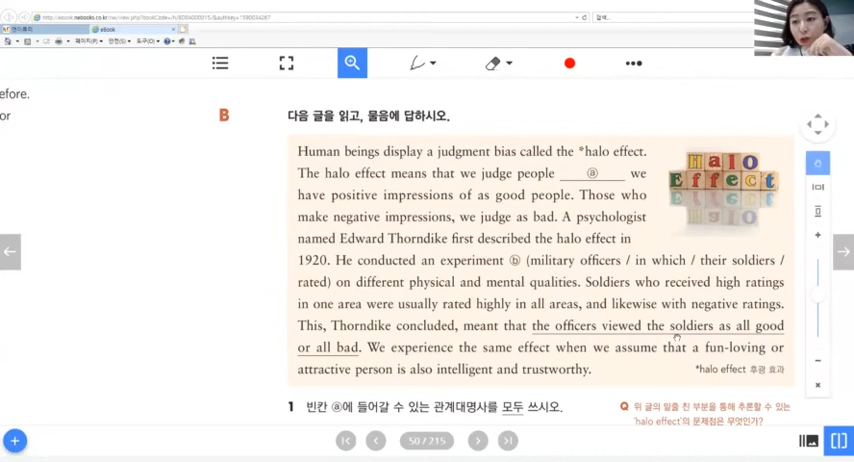 eBook
페이지(P)
안전(S)
도구(O)
검색...
efore.
or
B
다음 글을 읽고, 물음에 답하시오.
Human beings display a judgment bias called the *halo effect.
The halo effect means that we judge people ⓐ we
have positive impressions of as good people. Those who
make negative impressions, we judge as bad. A psychologist
named Edward Thorndike first described the halo effect in
1920. He conducted an experiment ⓑ (military officers / in which / their soldiers /
rated) on different physical and mental qualities. Soldiers who received high ratings
in one area were usually rated highly in all areas, and likewise with negative ratings.
This, Thorndike concluded, meant that the officers viewed the soldiers as all good
or all bad. We experience the same effect when we assume that a fun-loving or
attractive person is also intelligent and trustworthy.
*halo effect 후광 효과
Halo
Effect
1 빈칸 ⓐ에 들어갈 수 있는 관계대명사를 모두 쓰시오.
Q 위 글의 밑줄 친 부분을 통해 추론할 수 있는
'halo effect'의 문제점은 무엇인가?
50 / 215